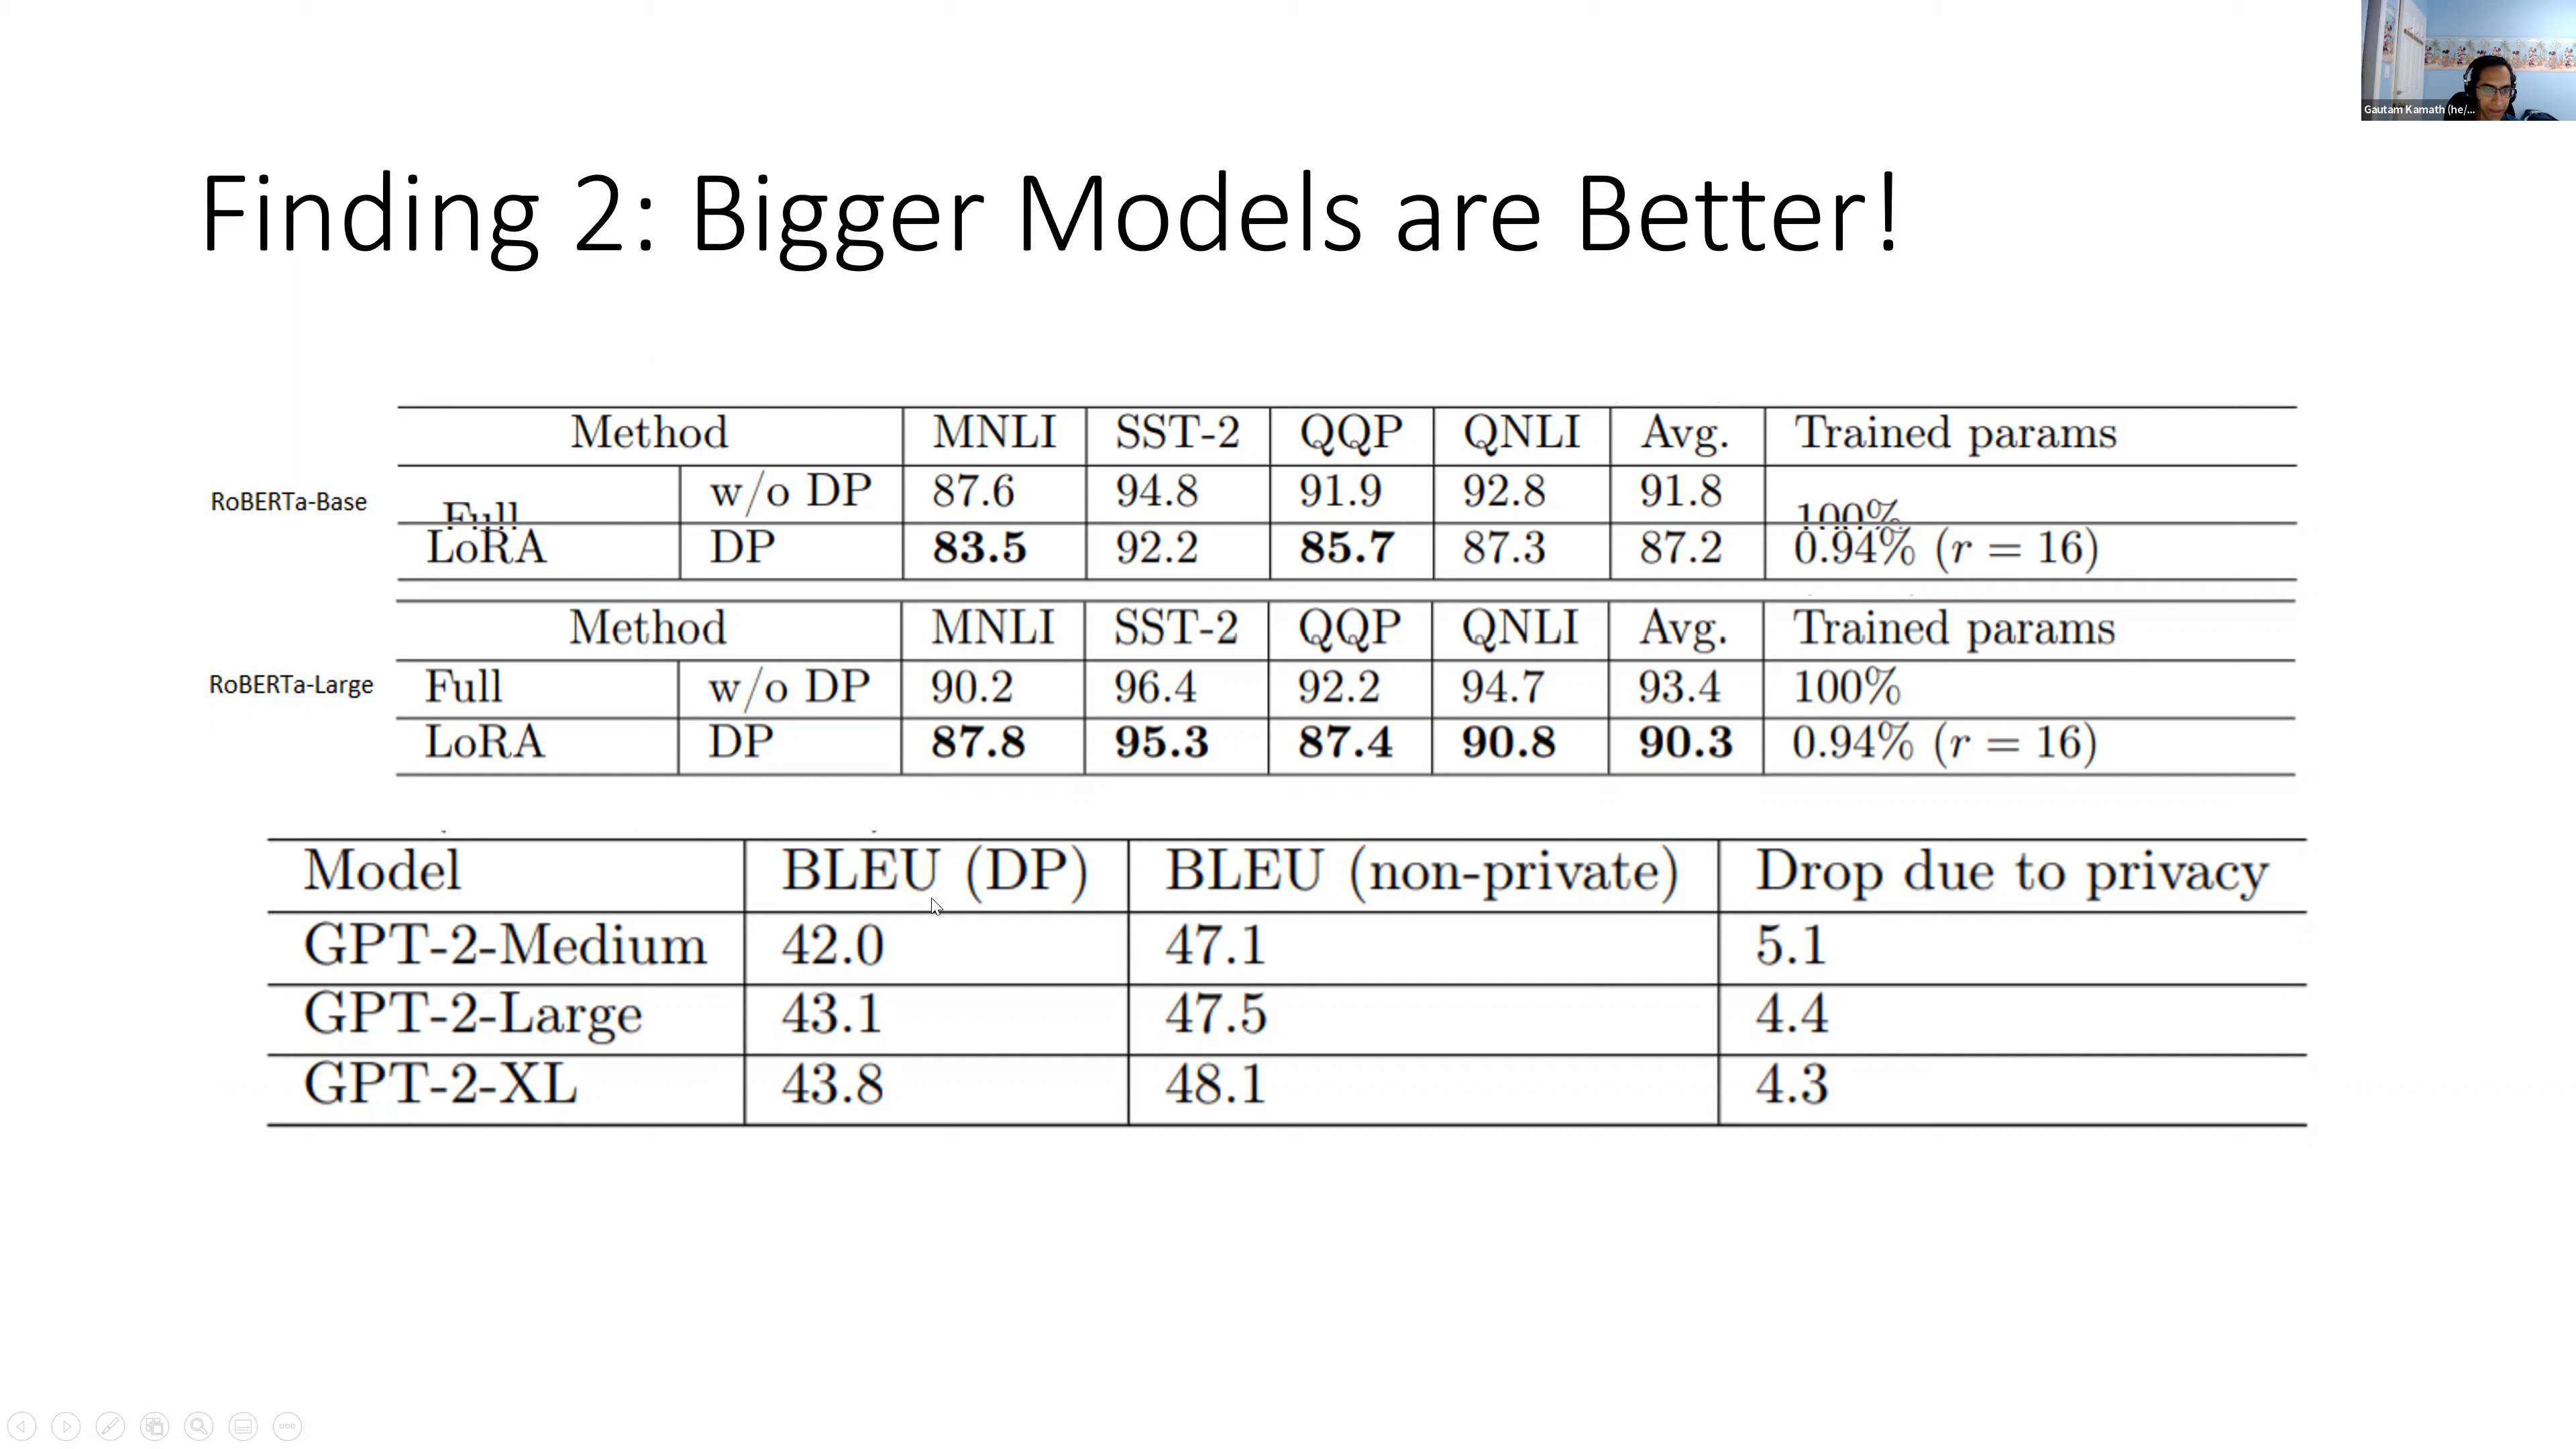 Gautam Kamath (he/...
Finding 2: Bigger Models are Better!
Method MNLI SST-2 QQP QNLI Avg. Trained params
RoBERTa-Base Full w/o DP 87.6 94.8 91.9 92.8 91.8 100%
LoRA DP 83.5 92.2 85.7 87.3 87.2 0.94% (r = 16)
Method MNLI SST-2 QQP QNLI Avg. Trained params
RoBERTa-Large Full w/o DP 90.2 96.4 92.2 94.7 93.4 100%
LoRA DP 87.8 95.3 87.4 90.8 90.3 0.94% (r = 16)
Model BLEU (DP) BLEU (non-private) Drop due to privacy
GPT-2-Medium 42.0 47.1 5.1
GPT-2-Large 43.1 47.5 4.4
GPT-2-XL 43.8 48.1 4.3